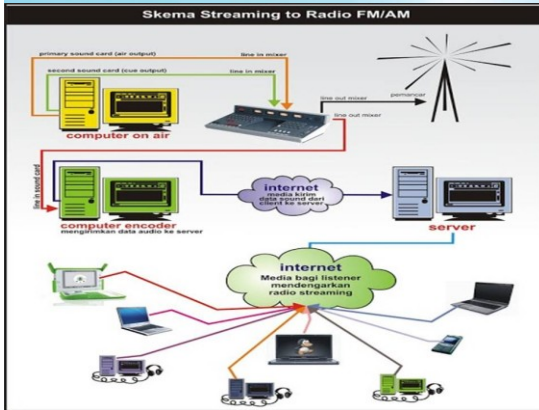 Skema Streaming to Radio FM/AM
primary sound card (air output)
line in mixer
second sound card (cue output)
line in mixer
line out mixer
pemancar
line out mixer
computer on air
line in sound card
internet
media kirim
data sound dari
client ke server
computer encoder
mengirimkan data audio ke server
server
internet
Media bagi listener
mendengarkan
radio streaming